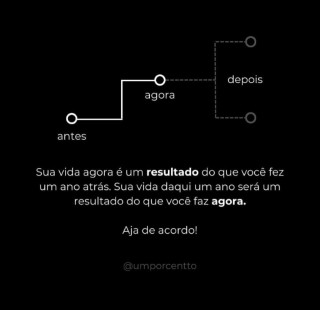 depois
agora
antes
Sua vida agora é um resultado do que você fez
um ano atrás. Sua vida daqui um ano será um
resultado do que você faz agora.
Aja de acordo!
@umporcentto